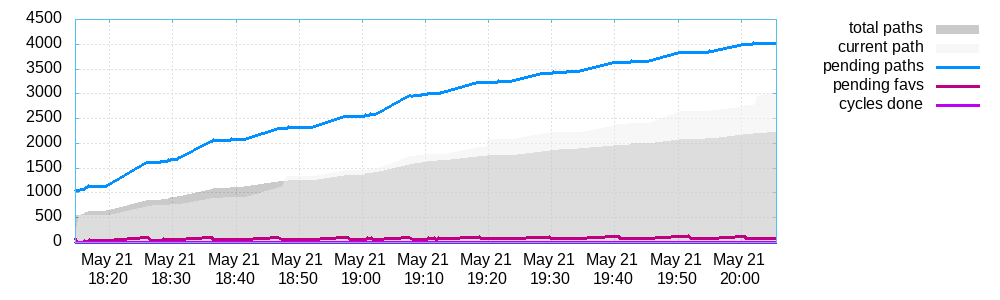 4500
4000
3500
3000
2500
2000
1500
1000
500
0
May 21 May 21 May 21 May 21 May 21 May 21 May 21 May 21 May 21 May 21 May 21
18:20 18:30 18:40 18:50 19:00 19:10 19:20 19:30 19:40 19:50 20:00
total paths
current path
pending paths
pending favs
cycles done